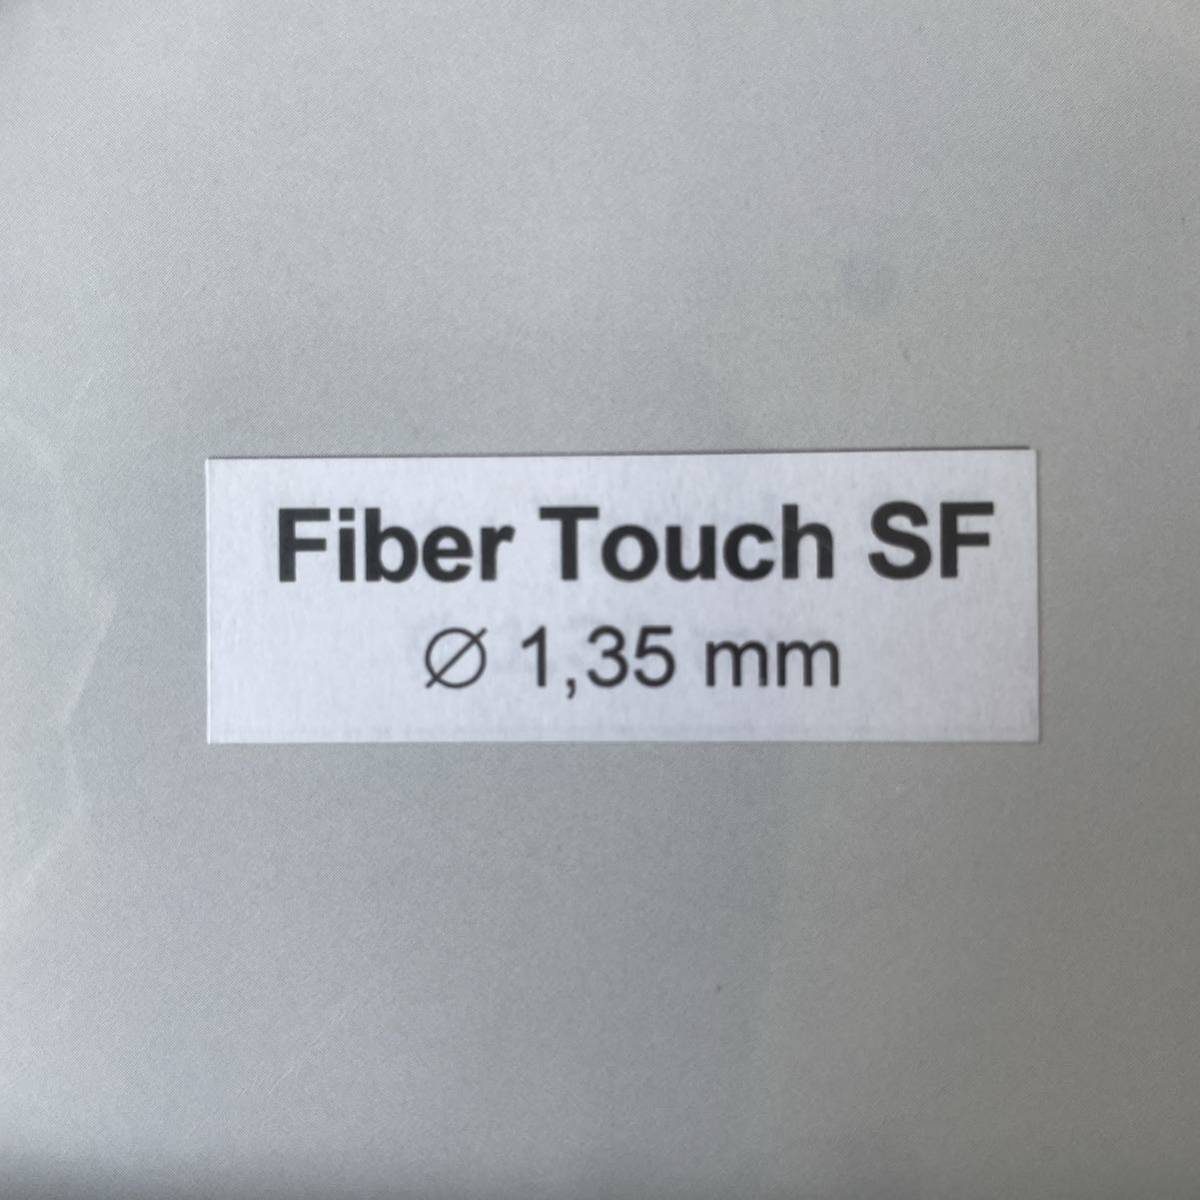 Fiber Touch SF
∅ 1,35 mm